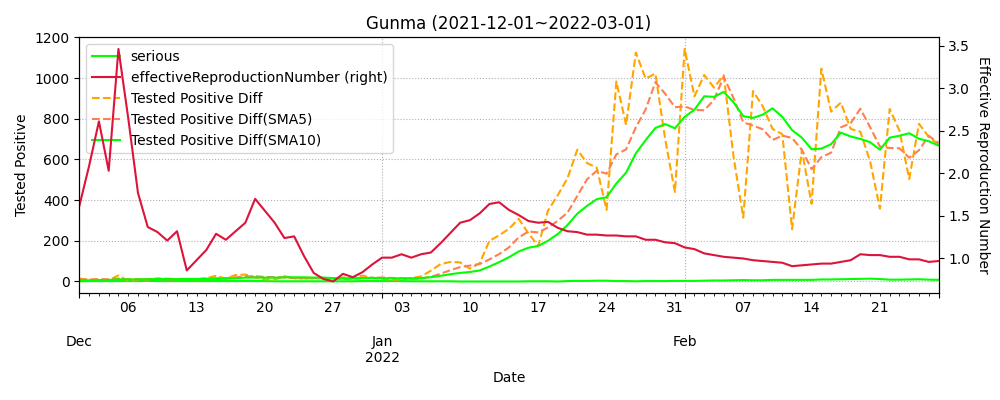 Gunma (2021-12-01~2022-03-01)
serious
effectiveReproductionNumber (right)
Tested Positive Diff
Tested Positive Diff(SMA5)
Tested Positive Diff(SMA10)
Tested Positive
1200
1000
800
600
400
200
0
3.5
3.0
2.5
2.0
1.5
1.0
Effective Reproduction Number
06 13 20 27 03 10 17 24 31 07 14 21
Dec Jan Feb
2022
Date